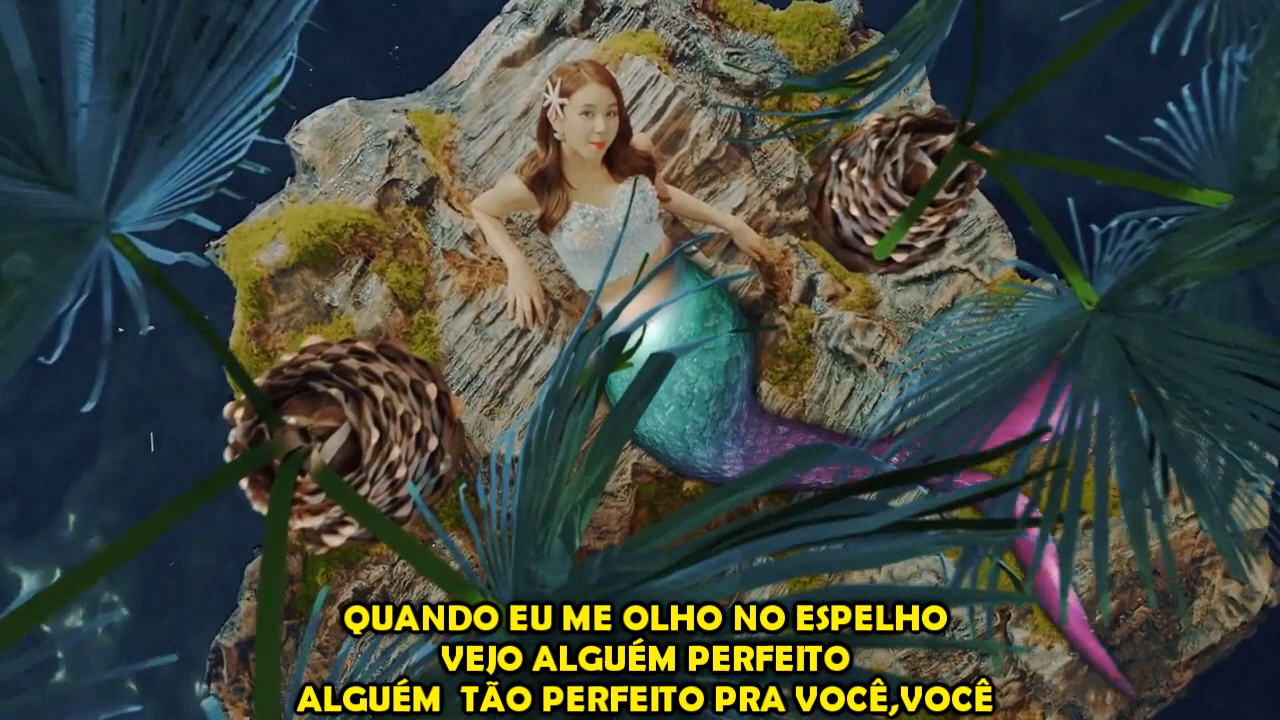 QUANDO EU ME OLHO NO ESPELHO
VEJO ALGUÉM PERFEITO
ALGUÉM TÃO PERFEITO PRA VOCÊ,VOCÊ